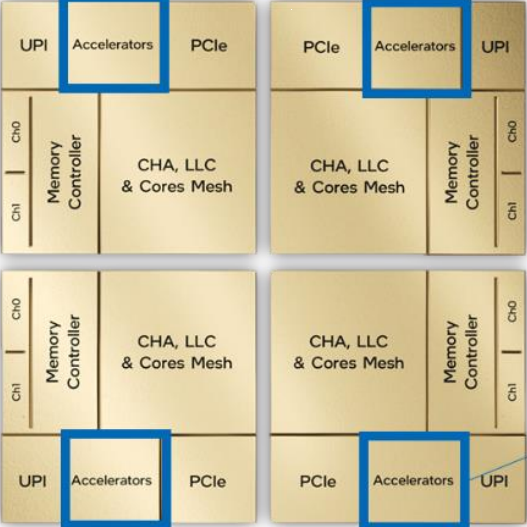 UPI
Accelerators
PCIe
Ch0
Ch1
Memory
Controller
CHA, LLC
& Cores Mesh
PCIe
Accelerators
UPI
CHA, LLC
& Cores Mesh
Memory
Controller
Ch0
Ch1
Ch0
Ch1
Memory
Controller
CHA, LLC
& Cores Mesh
UPI
Accelerators
PCIe
CHA, LLC
& Cores Mesh
Memory
Controller
Ch0
Ch1
PCIe
Accelerators
UPI